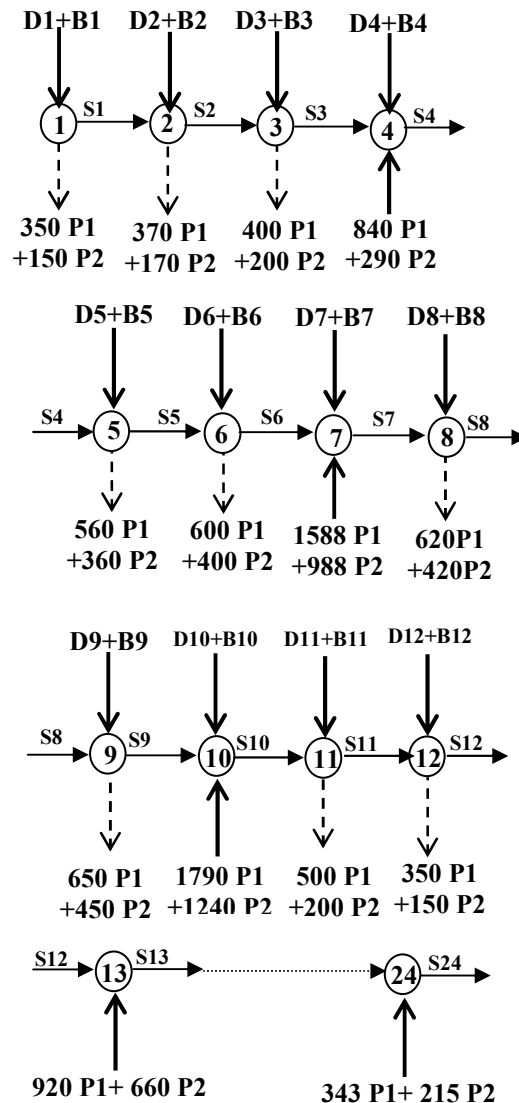 D1+B1 D2+B2 D3+B3 D4+B4
1 S1 2 S2 3 S3 4 S4
350 P1 370 P1 400 P1 840 P1
+150 P2 +170 P2 +200 P2 +290 P2
D5+B5 D6+B6 D7+B7 D8+B8
S4 5 S5 6 S6 7 S7 8 S8
560 P1 600 P1 1588 P1 620P1
+360 P2 +400 P2 +988 P2 +420P2
D9+B9 D10+B10 D11+B11 D12+B12
S8 9 S9 10 S10 11 S11 12 S12
650 P1 1790 P1 500 P1 350 P1
+450 P2 +1240 P2 +200 P2 +150 P2
S12 13 S13 24 S24
920 P1+ 660 P2 343 P1+ 215 P2